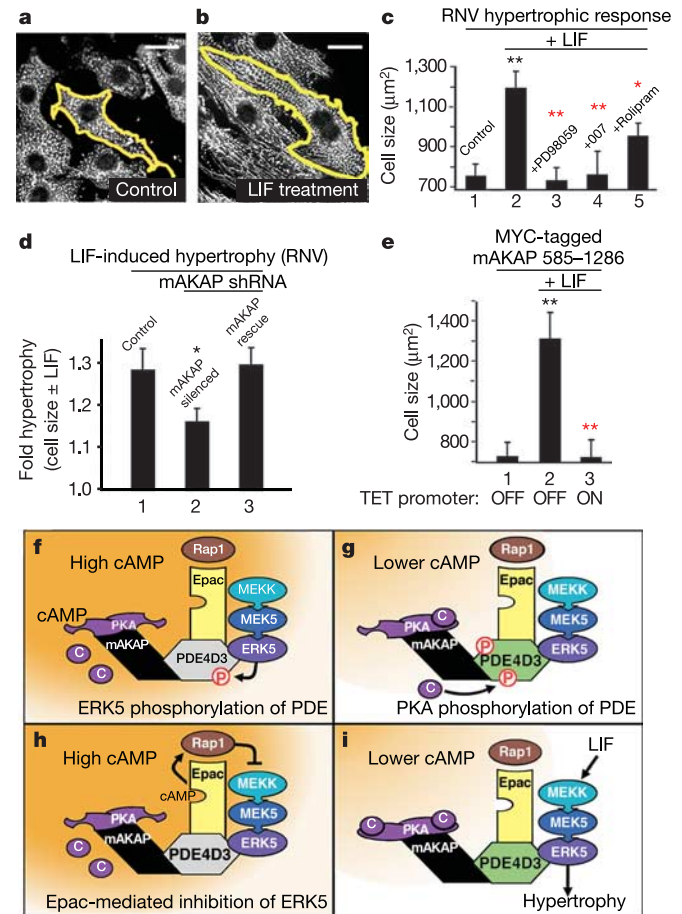 a
Control
b
LIF treatment
c
RNV hypertrophic response
+ LIF
Cell size (μm²)
1,300
1,100
900
700
Control
**
**
+PD98059
**
+007
*
+Rolipram
1 2 3 4 5
d
LIF-induced hypertrophy (RNV)
mAKAP shRNA
Fold hypertrophy
(cell size ± LIF)
1.3
1.2
1.1
1.0
Control
*
mAKAP
silenced
mAKAP
rescue
1 2 3
e
MYC-tagged
mAKAP 585–1286
+ LIF
Cell size (μm²)
1,400
1,200
1,000
800
**
**
1 2 3
TET promoter: OFF OFF ON
f
High cAMP
Rap1
Epac
MEKK
MEK5
ERK5
cAMP
PKA
mAKAP
PDE4D3
C
C
P
ERK5 phosphorylation of PDE
g
Lower cAMP
Rap1
Epac
MEKK
MEK5
ERK5
C
PKA
mAKAP
P
PDE4D3
P
C
PKA phosphorylation of PDE
h
High cAMP
Rap1
Epac
cAMP
MEKK
MEK5
ERK5
PKA
mAKAP
PDE4D3
C
C
Epac-mediated inhibition of ERK5
i
Lower cAMP
Rap1
LIF
Epac
MEKK
MEK5
ERK5
C
PKA
C
mAKAP
PDE4D3
Hypertrophy